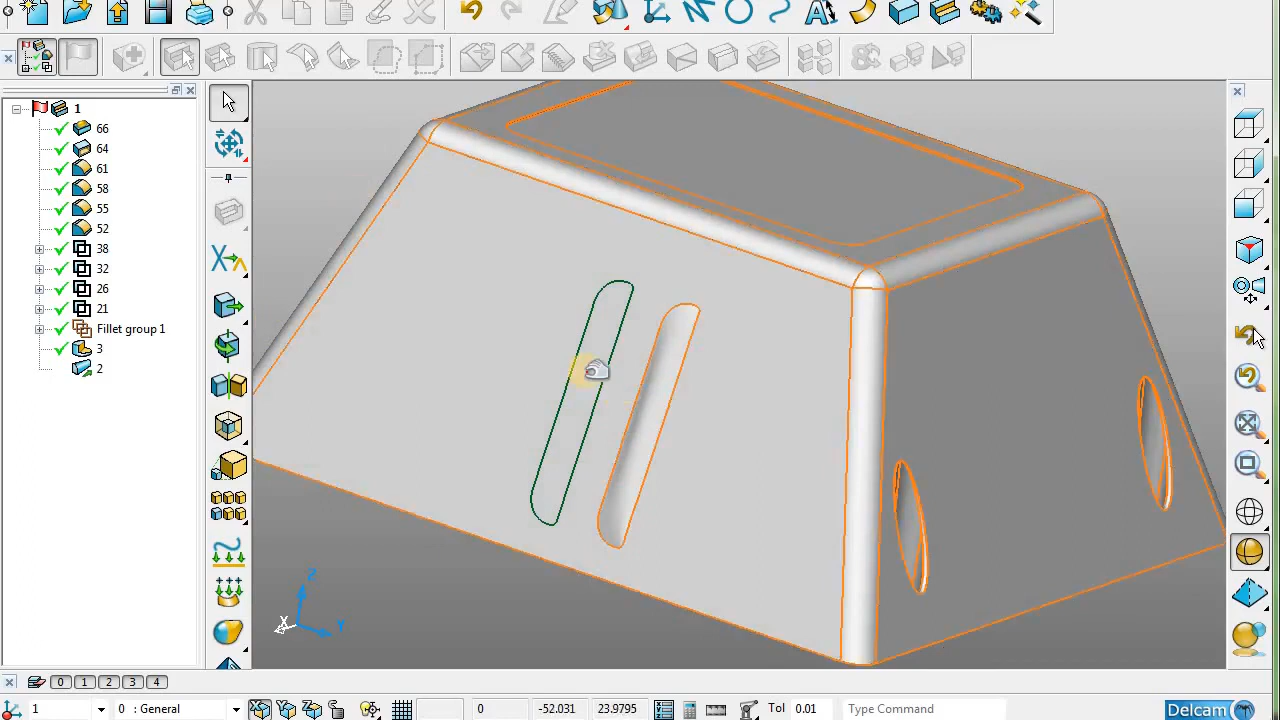 1
66
64
61
58
55
52
38
32
26
21
Fillet group 1
3
2
Z
X
Y
0
1
2
3
4
1
0 : General
0
-52.031
23.9795
Tol
0.01
Type Command
Delcam